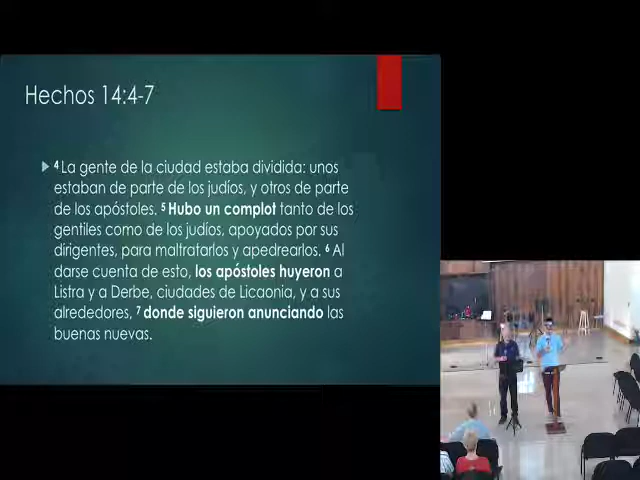 Hechos 14:4-7
4 La gente de la ciudad estaba dividida: unos
estaban de parte de los judíos, y otros de parte
de los apóstoles. 5 Hubo un complot tanto de los
gentiles como de los judíos, apoyados por sus
dirigentes, para maltratarlos y apedrearlos. 6 Al
darse cuenta de esto, los apóstoles huyeron a
Listra y a Derbe, ciudades de Licaonia, y a sus
alrededores, 7 donde siguieron anunciando las
buenas nuevas.